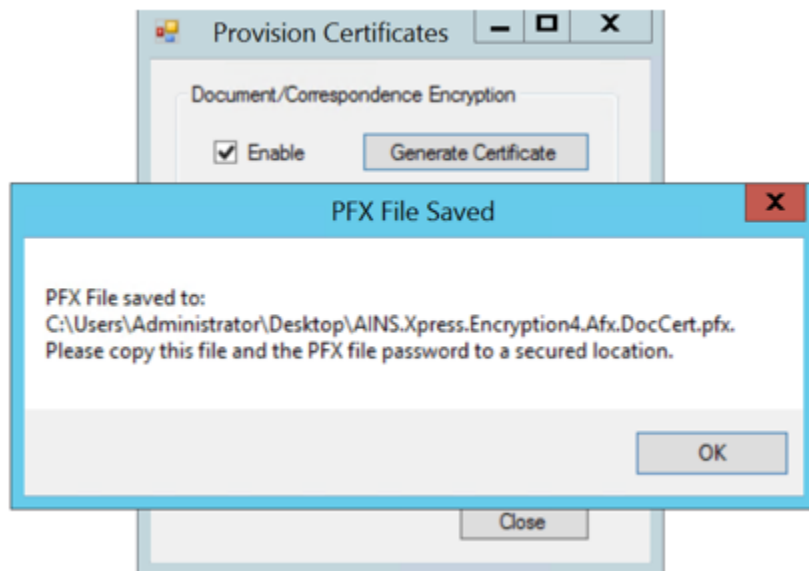 Provision Certificates
Document/Correspondence Encryption
Enable
Generate Certificate
PFX File Saved
PFX File saved to:
C:\Users\Administrator\Desktop\AINS.Xpress.Encryption4.Afx.DocCert.pfx.
Please copy this file and the PFX file password to a secured location.
OK
Close